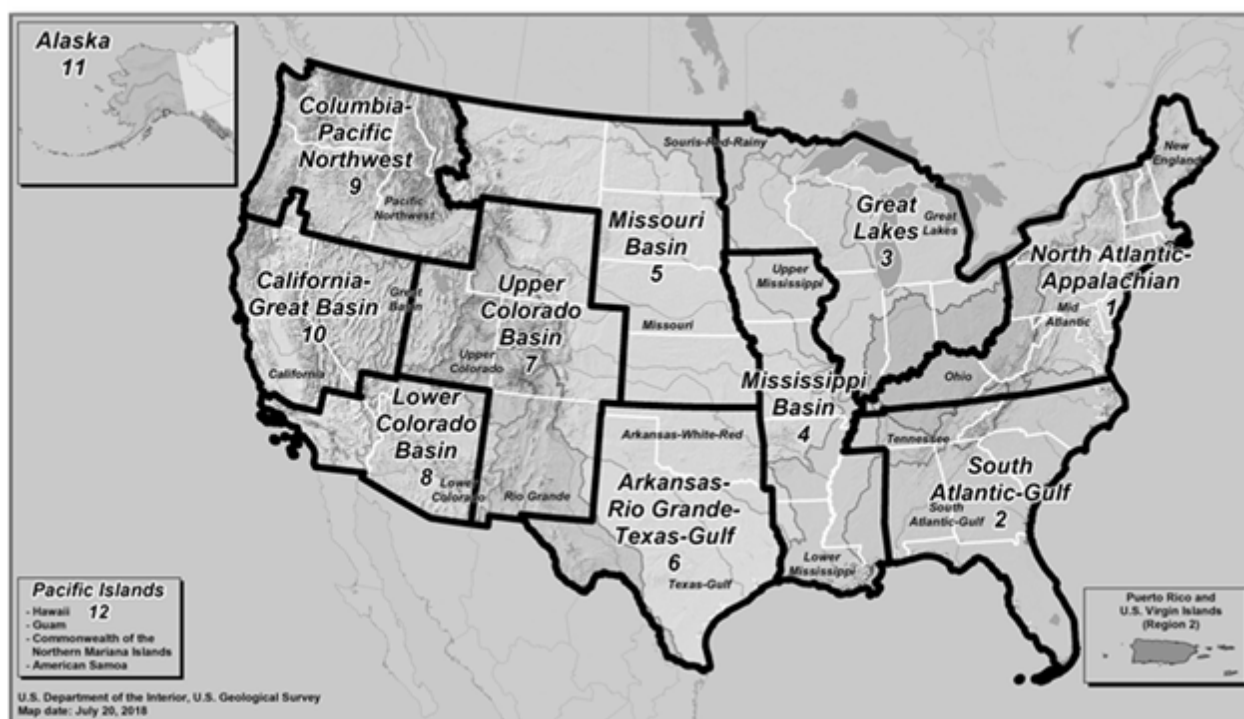 Alaska
11
Columbia-
Pacific
Northwest
9
Pacific
Northwest
Souris-Red-Rainy
Missouri
Basin
5
Missouri
Great
Lakes
3
Great
Lakes
New
England
North Atlantic-
Appalachian
1
Mid
Atlantic
California-
Great Basin
10
Great
Basin
California
Upper
Colorado
Basin
7
Upper
Colorado
Upper
Mississippi
Mississippi
Basin
4
Ohio
Lower
Colorado
Basin
8
Lower
Colorado
Rio Grande
Arkansas-White-Red
Arkansas-
Rio Grande-
Texas-Gulf
6
Texas-Gulf
Lower
Mississippi
Tennessee
South
Atlantic-Gulf
2
South
Atlantic-Gulf
Pacific Islands
12
- Hawaii
- Guam
- Commonwealth of the
Northern Mariana Islands
- American Samoa
Puerto Rico and
U.S. Virgin Islands
(Region 2)
U.S. Department of the Interior, U.S. Geological Survey
Map date: July 20, 2018